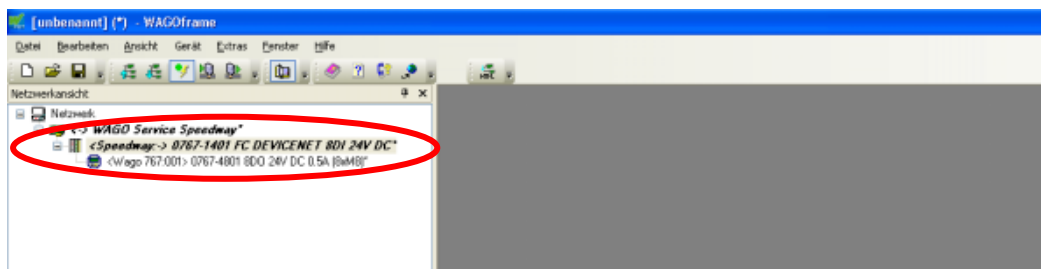 [unbenannt] (*) - WAGOframe
Datei Bearbeiten Ansicht Gerät Extras Fenster Hilfe
Netzwerkansicht
Netzwerk
<-> WAGO Service Speedway*
<Speedway:-> 0767-1401 FC DEVICENET 8DI 24V DC*
<Wago 767:001> 0767-4801 8DO 24V DC 0.5A (8xM8)*